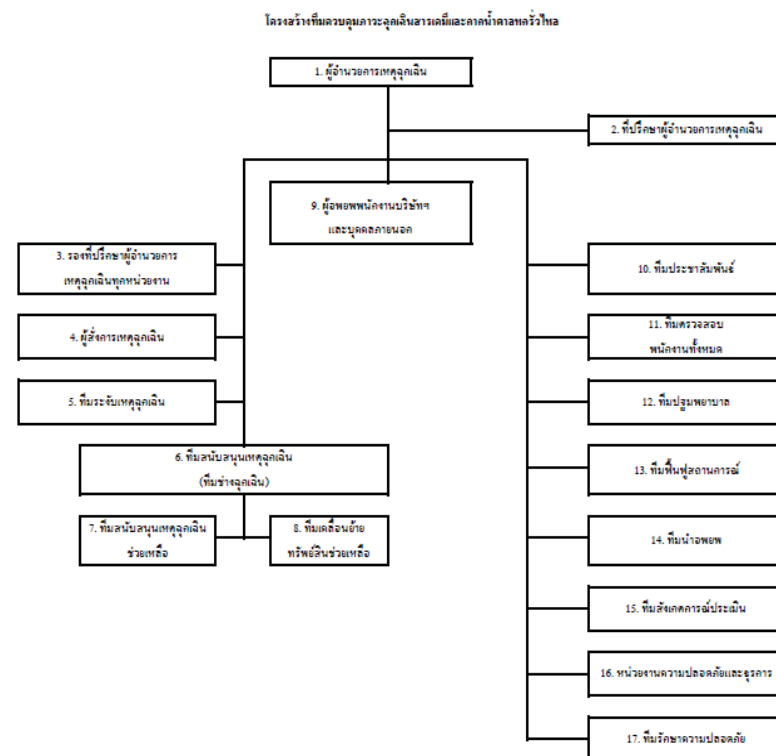 โครงสร้างทีมควบคุมภาวะฉุกเฉินสารเคมีและกากน้ำตาลหกรั่วไหล
1. ผู้อำนวยการเหตุฉุกเฉิน
2. ที่ปรึกษาผู้อำนวยการเหตุฉุกเฉิน
9. ผู้อพยพพนักงานบริษัทฯ
และบุคคลภายนอก
3. รองที่ปรึกษาผู้อำนวยการ
เหตุฉุกเฉินทุกหน่วยงาน
4. ผู้สั่งการเหตุฉุกเฉิน
5. ทีมระงับเหตุฉุกเฉิน
6. ทีมสนับสนุนเหตุฉุกเฉิน
(ทีมช่างฉุกเฉิน)
7. ทีมสนับสนุนเหตุฉุกเฉิน
ช่วยเหลือ
8. ทีมเคลื่อนย้าย
ทรัพย์สินช่วยเหลือ
10. ทีมประชาสัมพันธ์
11. ทีมตรวจสอบ
พนักงานทั้งหมด
12. ทีมปฐมพยาบาล
13. ทีมฟื้นฟูสถานการณ์
14. ทีมนำอพยพ
15. ทีมสังเกตการณ์ประเมิน
16. หน่วยงานความปลอดภัยและธุรการ
17. ทีมรักษาความปลอดภัย